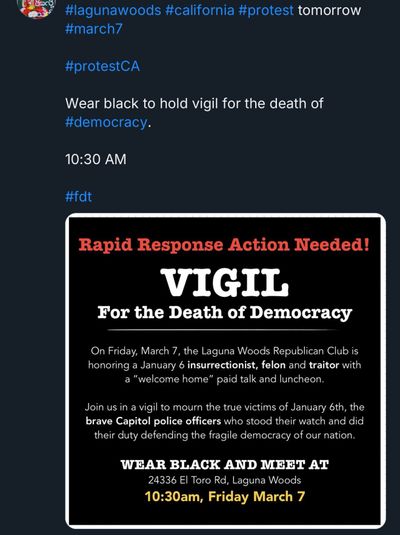 #lagunawoods #california #protest tomorrow
#march7
#protestCA
Wear black to hold vigil for the death of
#democracy.
10:30 AM
#fdt
Rapid Response Action Needed!
VIGIL
For the Death of Democracy
On Friday, March 7, the Laguna Woods Republican Club is
honoring a January 6 insurrectionist, felon and traitor with
a “welcome home” paid talk and luncheon.
Join us in a vigil to mourn the true victims of January 6th, the
brave Capitol police officers who stood their watch and did
their duty defending the fragile democracy of our nation.
WEAR BLACK AND MEET AT
24336 El Toro Rd, Laguna Woods
10:30am, Friday March 7